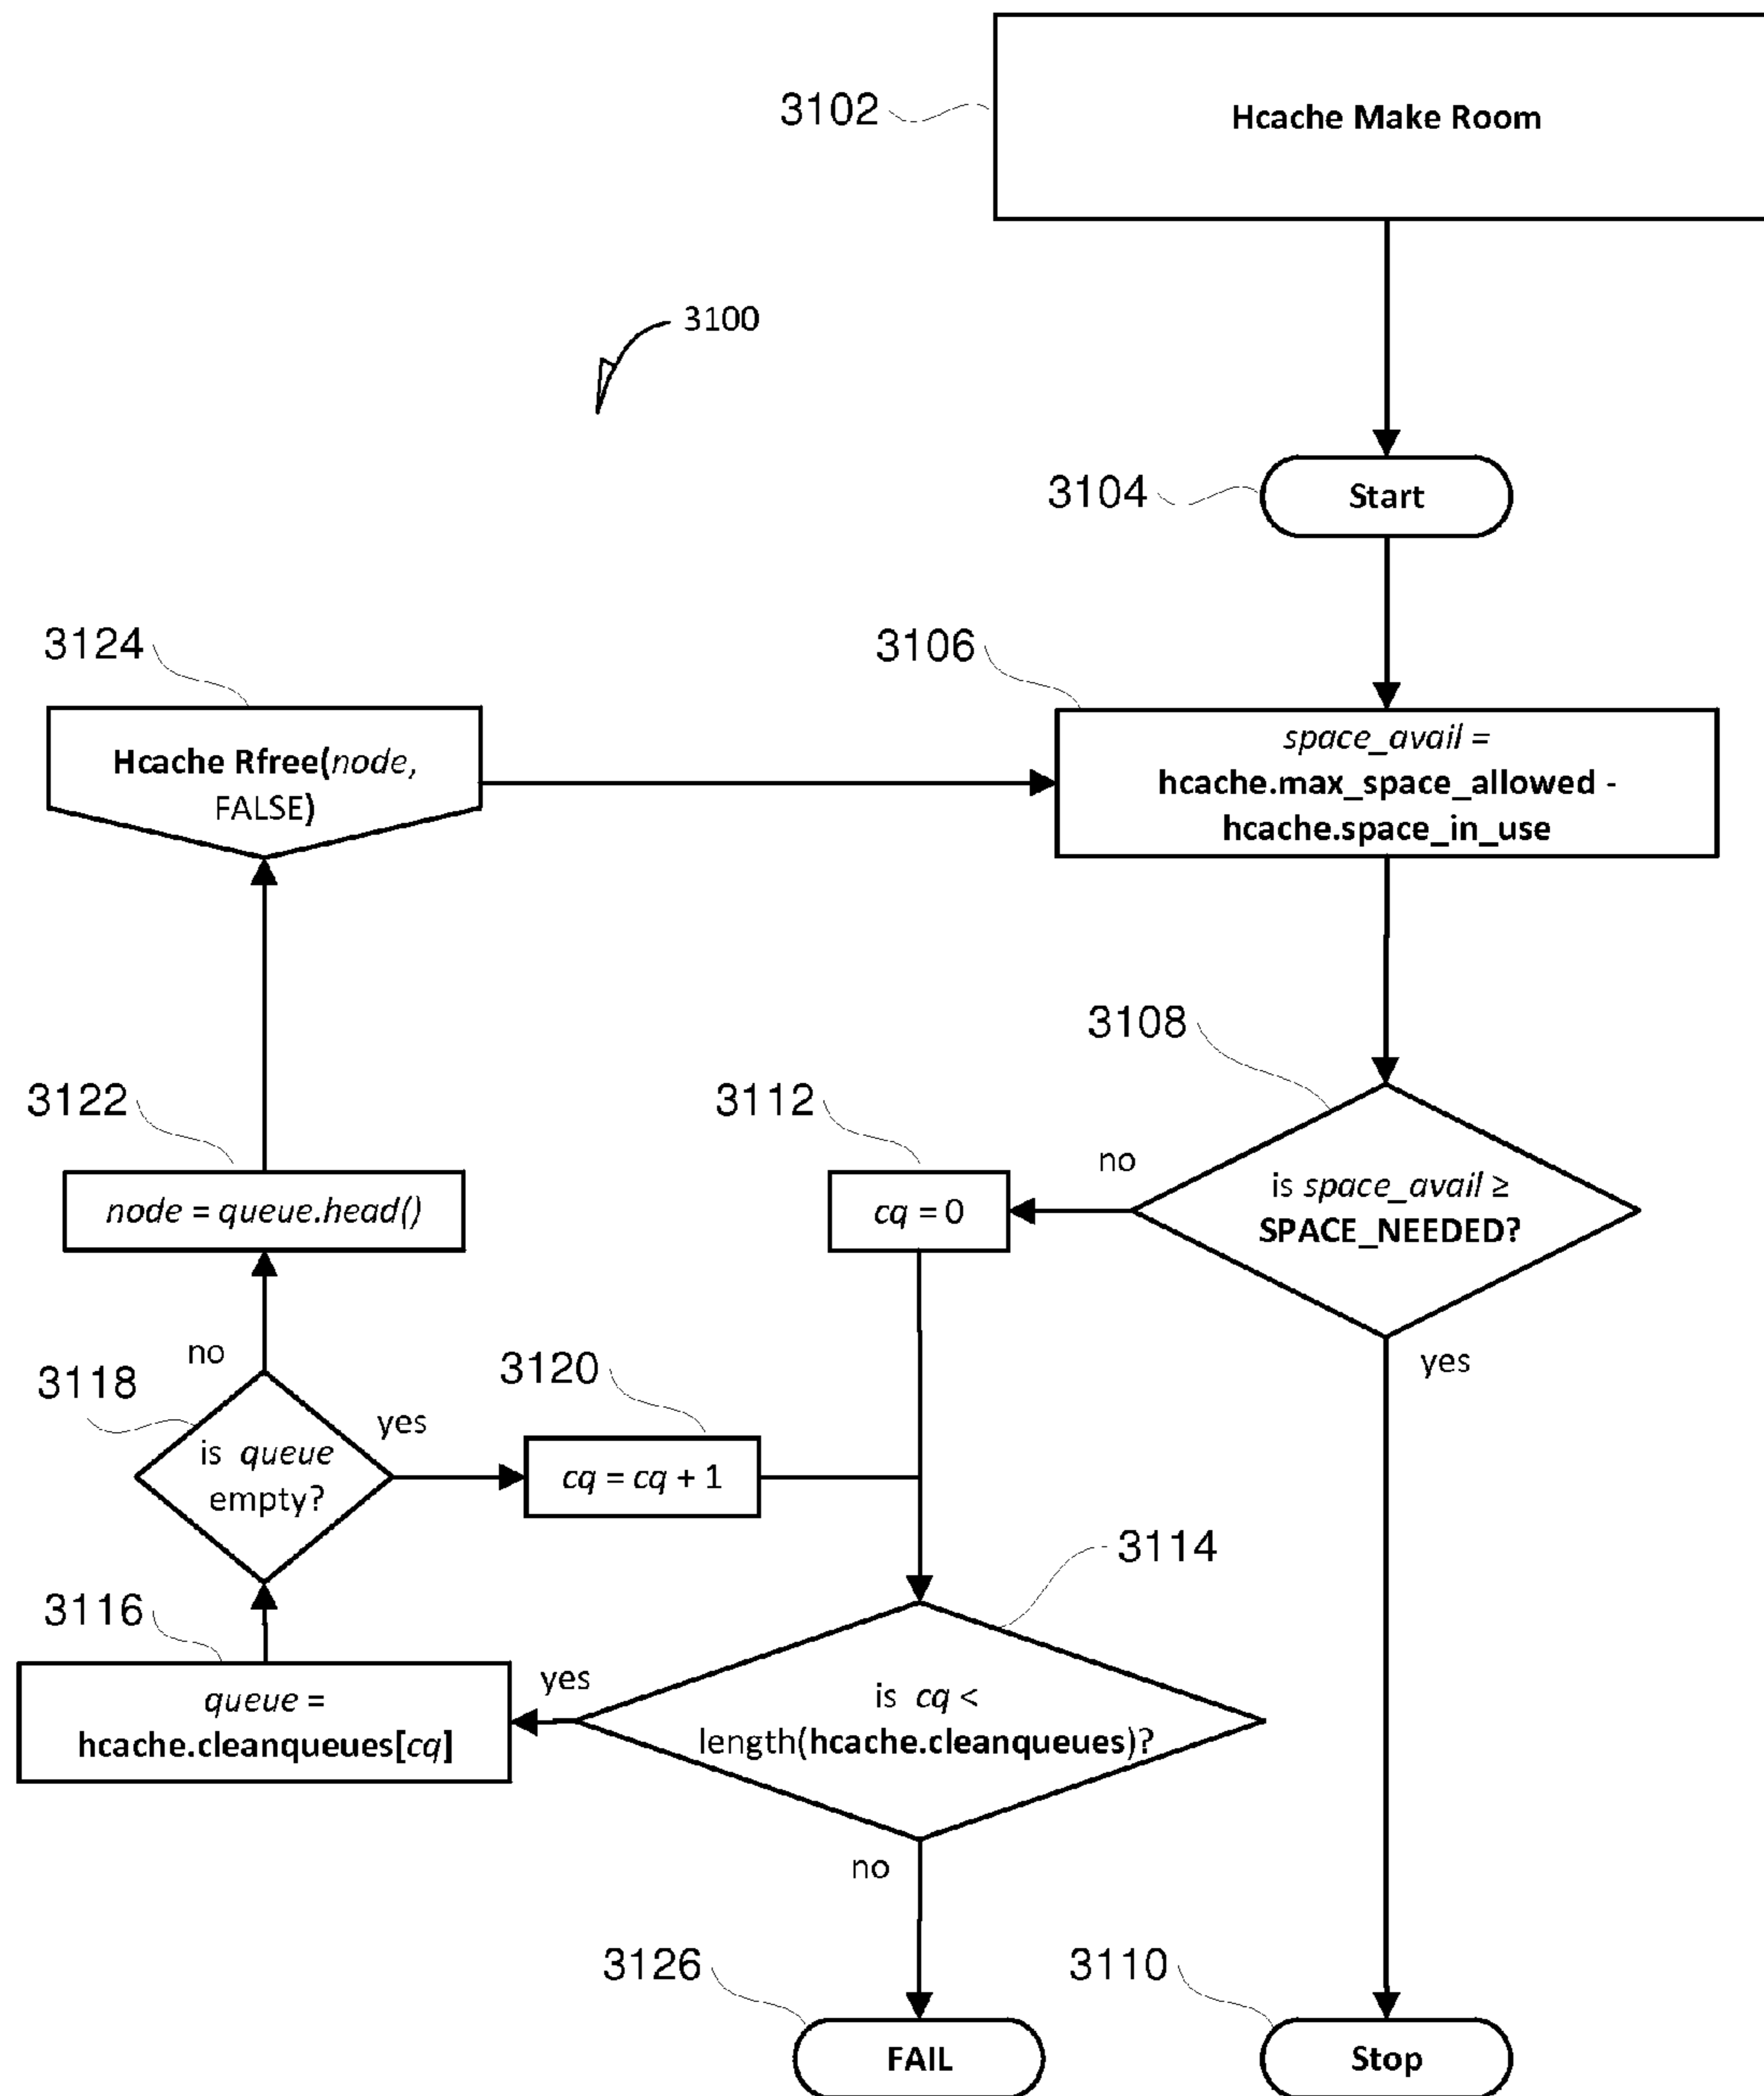 3102
Hcache Make Room
3100
3104
Start
3124
3106
Hcache Rfree(node,
FALSE)
space_avail =
hcache.max_space_allowed -
hcache.space_in_use
3108
3122
3112
no
node = queue.head()
cq = 0
is space_avail ≥
SPACE_NEEDED?
yes
no
3118
3120
yes
is queue
empty?
cq = cq + 1
3114
3116
yes
queue =
hcache.cleanqueues[cq]
is cq <
length(hcache.cleanqueues)?
no
3126
3110
FAIL
Stop